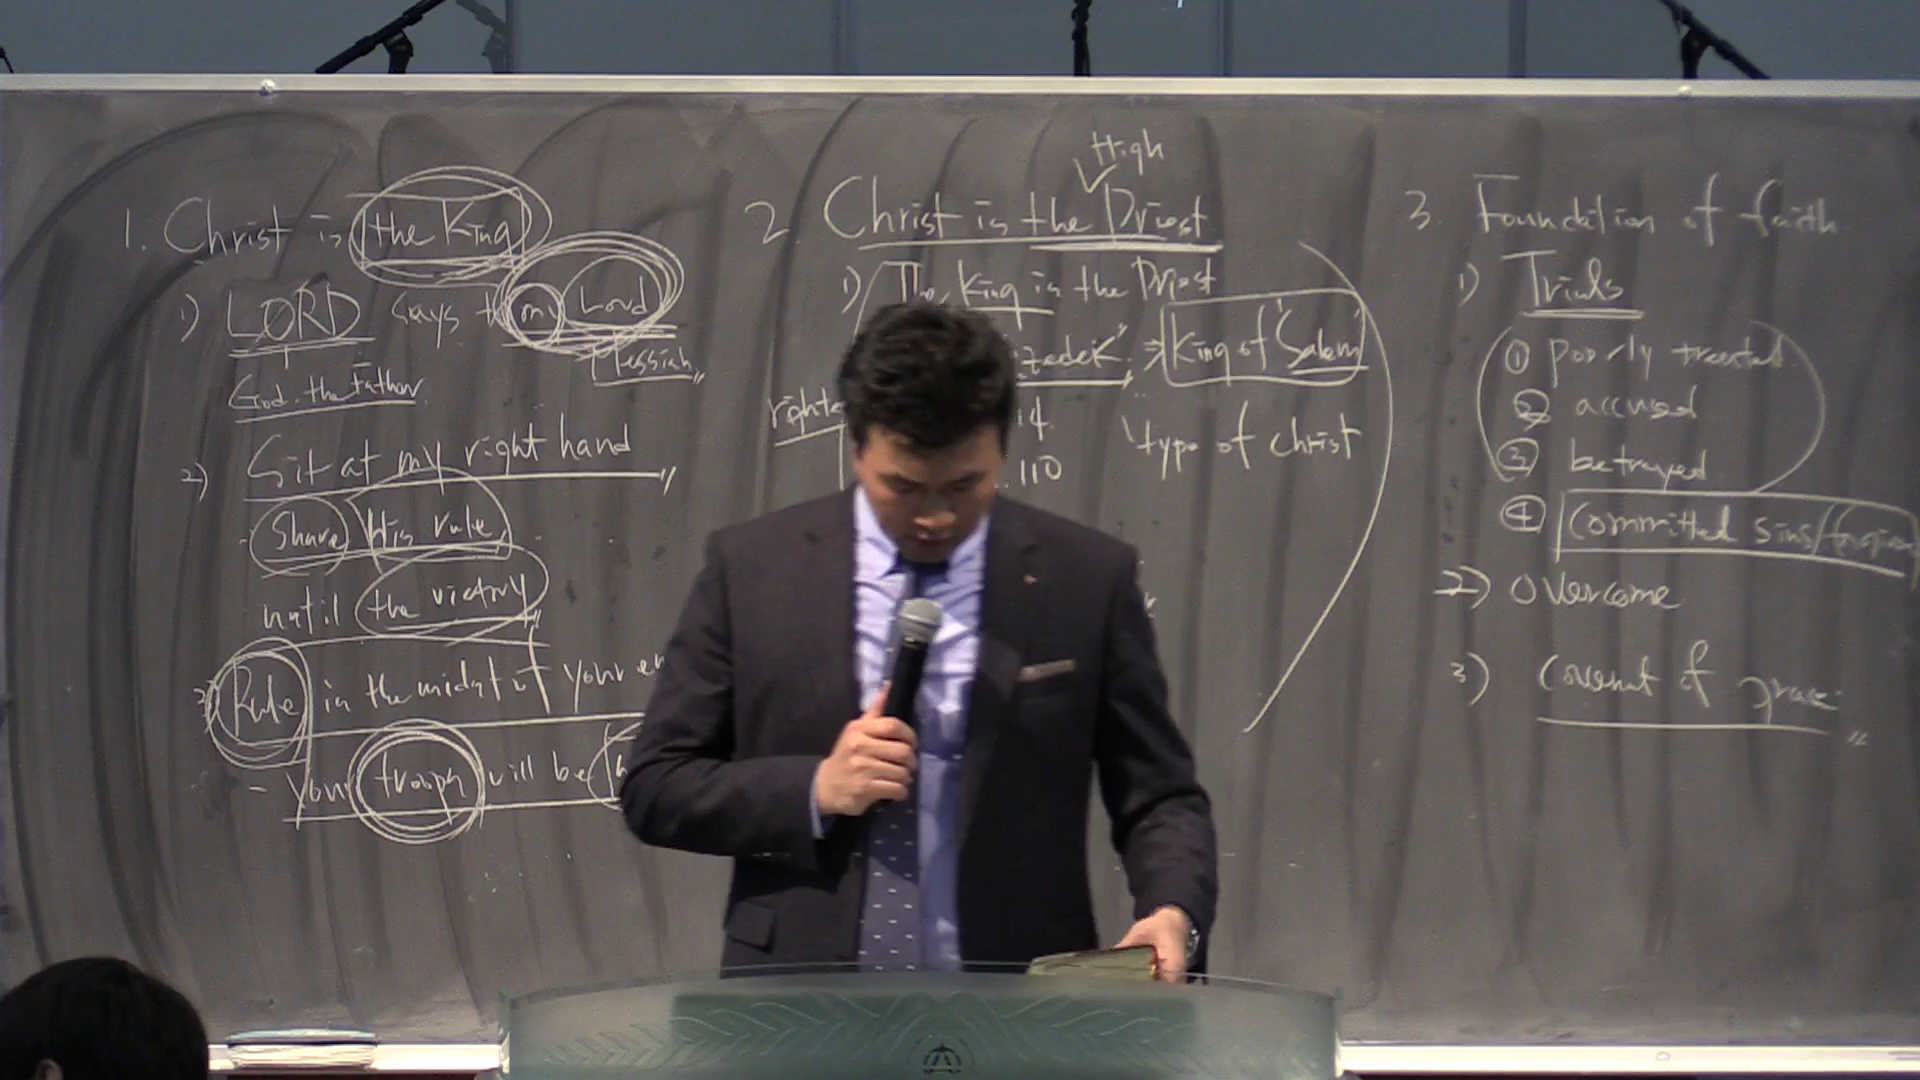 1. Christ is the King
1) LORD says to my Lord
Messiah
God the Father
2) Sit at my right hand
- Share His rule
until the victory
3) Rule in the midst of your
- Your troops will be
2. Christ is the High Priest
1) The King is the Priest
zedek ⇒ King of Salem
14.
110
type of christ
3. Foundation of faith
1) Trials
① poorly treated
② accused
③ betrayed
④ Committed sins/
2) Overcome
3) Covenant of grace